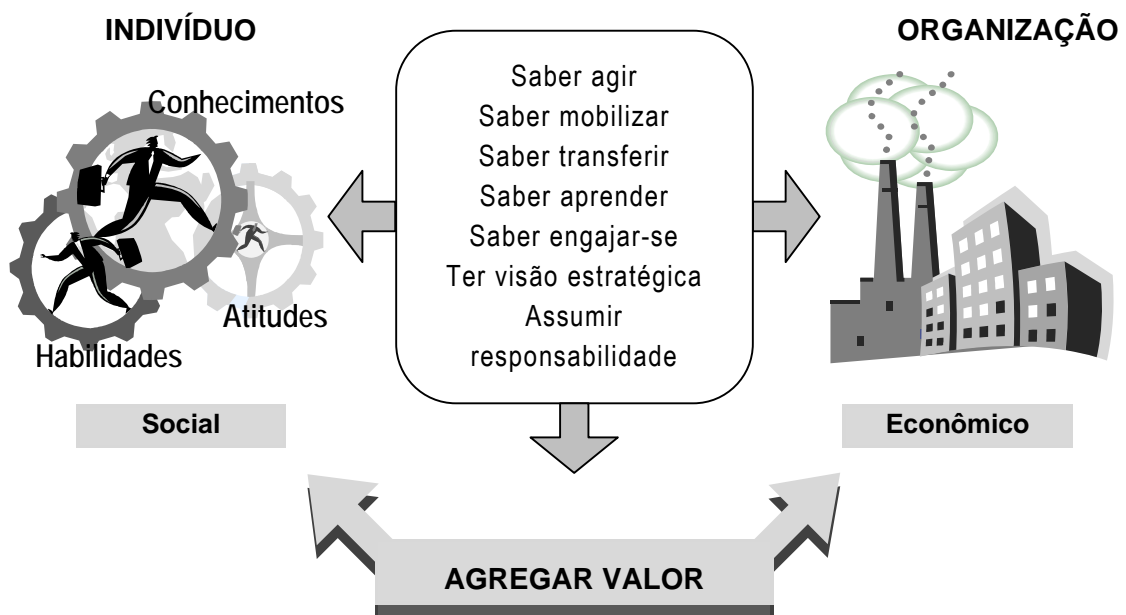 INDIVÍDUO
ORGANIZAÇÃO
Conhecimentos
Atitudes
Habilidades
Saber agir
Saber mobilizar
Saber transferir
Saber aprender
Saber engajar-se
Ter visão estratégica
Assumir
responsabilidade
Social
Econômico
AGREGAR VALOR